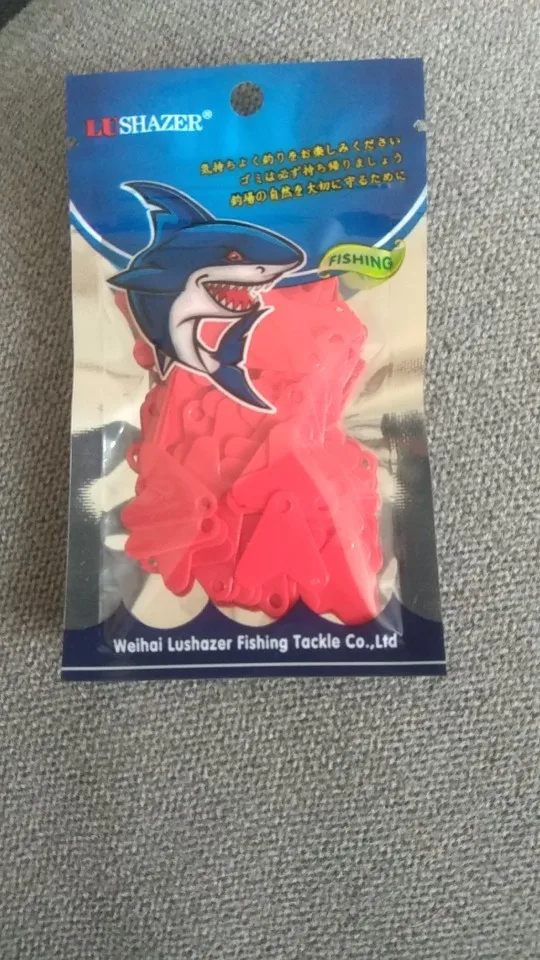 LUSHAZER®
気持ちよく釣りをお楽しみください
ゴミは必ず持ち帰りましょう
釣場の自然を大切に守るために
FISHING
Weihai Lushazer Fishing Tackle Co.,Ltd